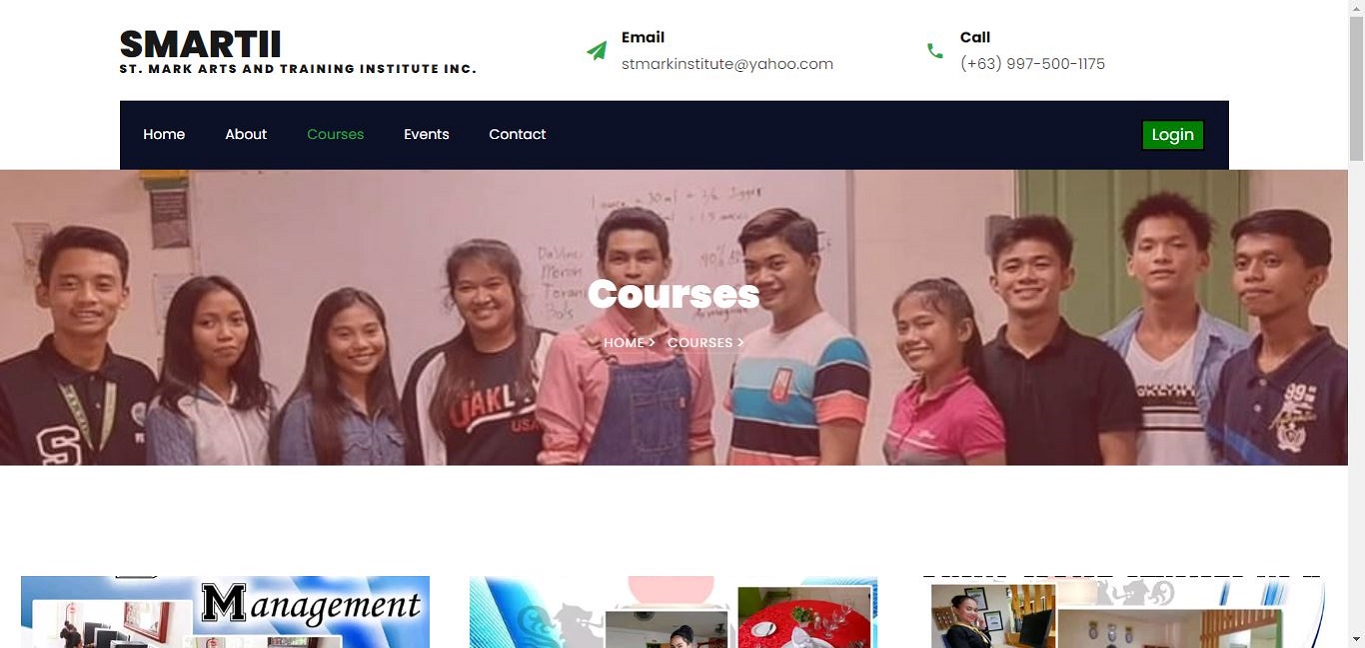 SMARTII
ST. MARK ARTS AND TRAINING INSTITUTE INC.
Email
stmarkinstitute@yahoo.com
Call
(+63) 997-500-1175
Home
About
Courses
Events
Contact
Login
Courses
HOME > COURSES >
Management